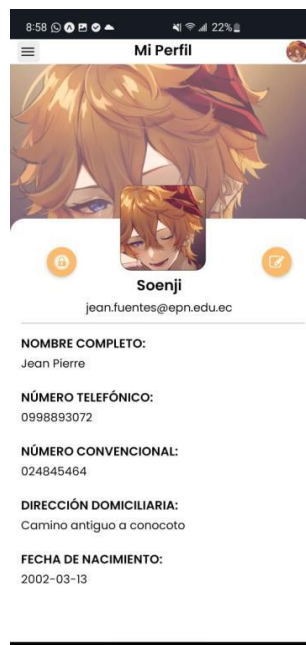 8:58
22%
Mi Perfil
Soenji
jean.fuentes@epn.edu.ec
NOMBRE COMPLETO:
Jean Pierre
NÚMERO TELEFÓNICO:
0998893072
NÚMERO CONVENCIONAL:
024845464
DIRECCIÓN DOMICILIARIA:
Camino antiguo a conocoto
FECHA DE NACIMIENTO:
2002-03-13